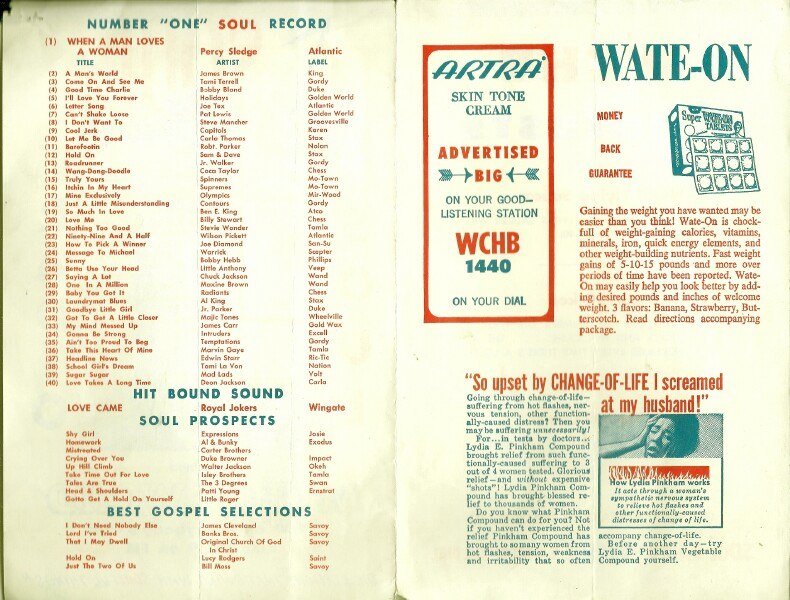 NUMBER "ONE" SOUL RECORD
(1) WHEN A MAN LOVES
A WOMAN Percy Sledge Atlantic
TITLE ARTIST LABEL
(2) A Man's World James Brown King
(3) Come On And See Me Tami Terrell Gordy
(4) Good Time Charlie Bobby Bland Duke
(5) I'll Love You Forever Holidays Golden World
(6) Letter Song Joe Tex Atlantic
(7) Can't Shake Loose Pat Lewis Golden World
(8) I Don't Want To Steve Mancher Groovesville
(9) Cool Jerk Capitols Karen
(10) Let Me Be Good Carla Thomas Stax
(11) Barefootin Robt. Parker Nolan
(12) Hold On Sam & Dave Stax
(13) Roadrunner Jr. Walker Gordy
(14) Wang-Dang-Doodle Coco Taylor Chess
(15) Truly Yours Spinners Mo-Town
(16) Itchin In My Heart Supremes Mo-Town
(17) Mine Exclusively Olympics Mir-Wood
(18) Just A Little Misunderstanding Contours Gordy
(19) So Much In Love Ben E. King Atco
(20) Love Me Billy Stewart Chess
(21) Nothing Too Good Stevie Wonder Tamla
(22) Ninety-Nine And A Half Wilson Pickett Atlantic
(23) How To Pick A Winner Joe Diamond San-Su
(24) Message To Michael Warrick Scepter
(25) Sunny Bobby Hebb Phillips
(26) Betta Use Your Head Little Anthony Veep
(27) Saying A Lot Chuck Jackson Wand
(28) One In A Million Maxine Brown Wand
(29) Baby You Got It Radiants Chess
(30) Laundrymat Blues Al King Stax
(31) Goodbye Little Girl Jr. Parker Duke
(32) Got To Got A Little Closer Majic Tones Wheelville
(33) My Mind Messed Up James Carr Gold Wax
(34) Gonna Be Strong Intruders Excell
(35) Ain't Too Proud To Beg Temptations Gordy
(36) Take This Heart Of Mine Marvin Gaye Tamla
(37) Headline News Edwin Starr Ric-Tic
(38) School Girl's Dream Tami La Von Nation
(39) Sugar Sugar Mad Lads Volt
(40) Love Takes A Long Time Deon Jackson Carla
HIT BOUND SOUND
LOVE CAME Royal Jokers Wingate
SOUL PROSPECTS
Shy Girl Expressions Josie
Homework Al & Bunky Exodus
Mistreated Carter Brothers
Crying Over You Duke Browner Impact
Up Hill Climb Walter Jackson Okeh
Take Time Out For Love Isley Brothers Tamla
Tales Are True The 3 Degrees Swan
Head & Shoulders Patti Young Ernstrat
Gotto Get A Hold On Yourself Little Roger
BEST GOSPEL SELECTIONS
I Don't Need Nobody Else James Cleveland Savoy
Lord I've Tried Banks Bros. Savoy
That I May Dwell Original Church Of God Savoy
In Christ
Hold On Lucy Rodgers Saint
Just The Two Of Us Bill Moss Savoy
ARTRA®
SKIN TONE
CREAM
ADVERTISED
BIG
ON YOUR GOOD—
LISTENING STATION
WCHB
1440
ON YOUR DIAL
WATE-ON
MONEY
BACK
GUARANTEE
Super WATE-ON
TABLETS
Gaining the weight you have wanted may be
easier than you think! Wate-On is chock-
full of weight-gaining calories, vitamins,
minerals, iron, quick energy elements, and
other weight-building nutrients. Fast weight
gains of 5-10-15 pounds and more over
periods of time have been reported. Wate-
On may easily help you look better by add-
ing desired pounds and inches of welcome
weight. 3 flavors: Banana, Strawberry, But-
terscotch. Read directions accompanying
package.
"So upset by CHANGE-OF-LIFE I screamed
at my husband!"
Going through change-of-life—
suffering from hot flashes, ner-
vous tension, other function-
ally-caused distress? Then you
may be suffering unnecessarily!
For...in tests by doctors...
Lydia E. Pinkham Compound
brought relief from such func-
tionally-caused suffering to 3
out of 4 women tested. Glorious
relief—and without expensive
"shots"! Lydia Pinkham Com-
pound has brought blessed re-
lief to thousands of women.
Do you know what Pinkham
Compound can do for you? Not
if you haven't experienced the
relief Pinkham Compound has
brought to so many women from
hot flashes, tension, weakness
and irritability that so often
How Lydia Pinkham works
It acts through a woman's
sympathetic nervous system
to relieve hot flashes and
other functionally-caused
distresses of change of life.
accompany change-of-life.
Before another day—try
Lydia E. Pinkham Vegetable
Compound yourself.